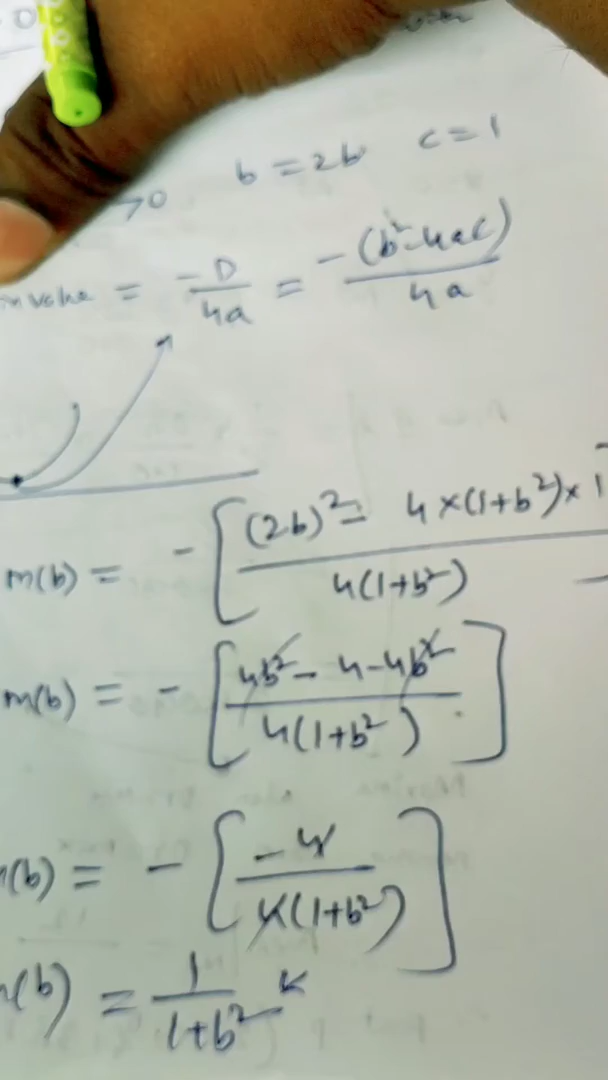 >0 b = 2b c = 1
= -D/4a = -(b²-4ac)/4a
m(b) = -[(2b)² - 4×(1+b²)×1 / 4(1+b²)
m(b) = -[4b² - 4 - 4b² / 4(1+b²)]
(b) = -[-4 / 4(1+b²)]
(b) = 1/1+b²